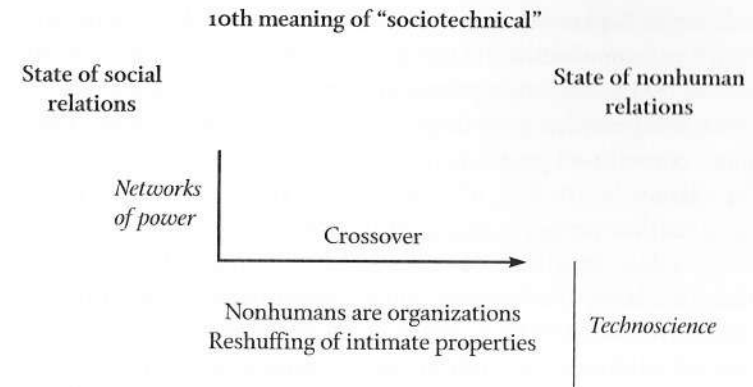 10th meaning of “sociotechnical”
State of social
relations
State of nonhuman
relations
Networks
of power
Crossover
Nonhumans are organizations
Reshuffing of intimate properties
Technoscience